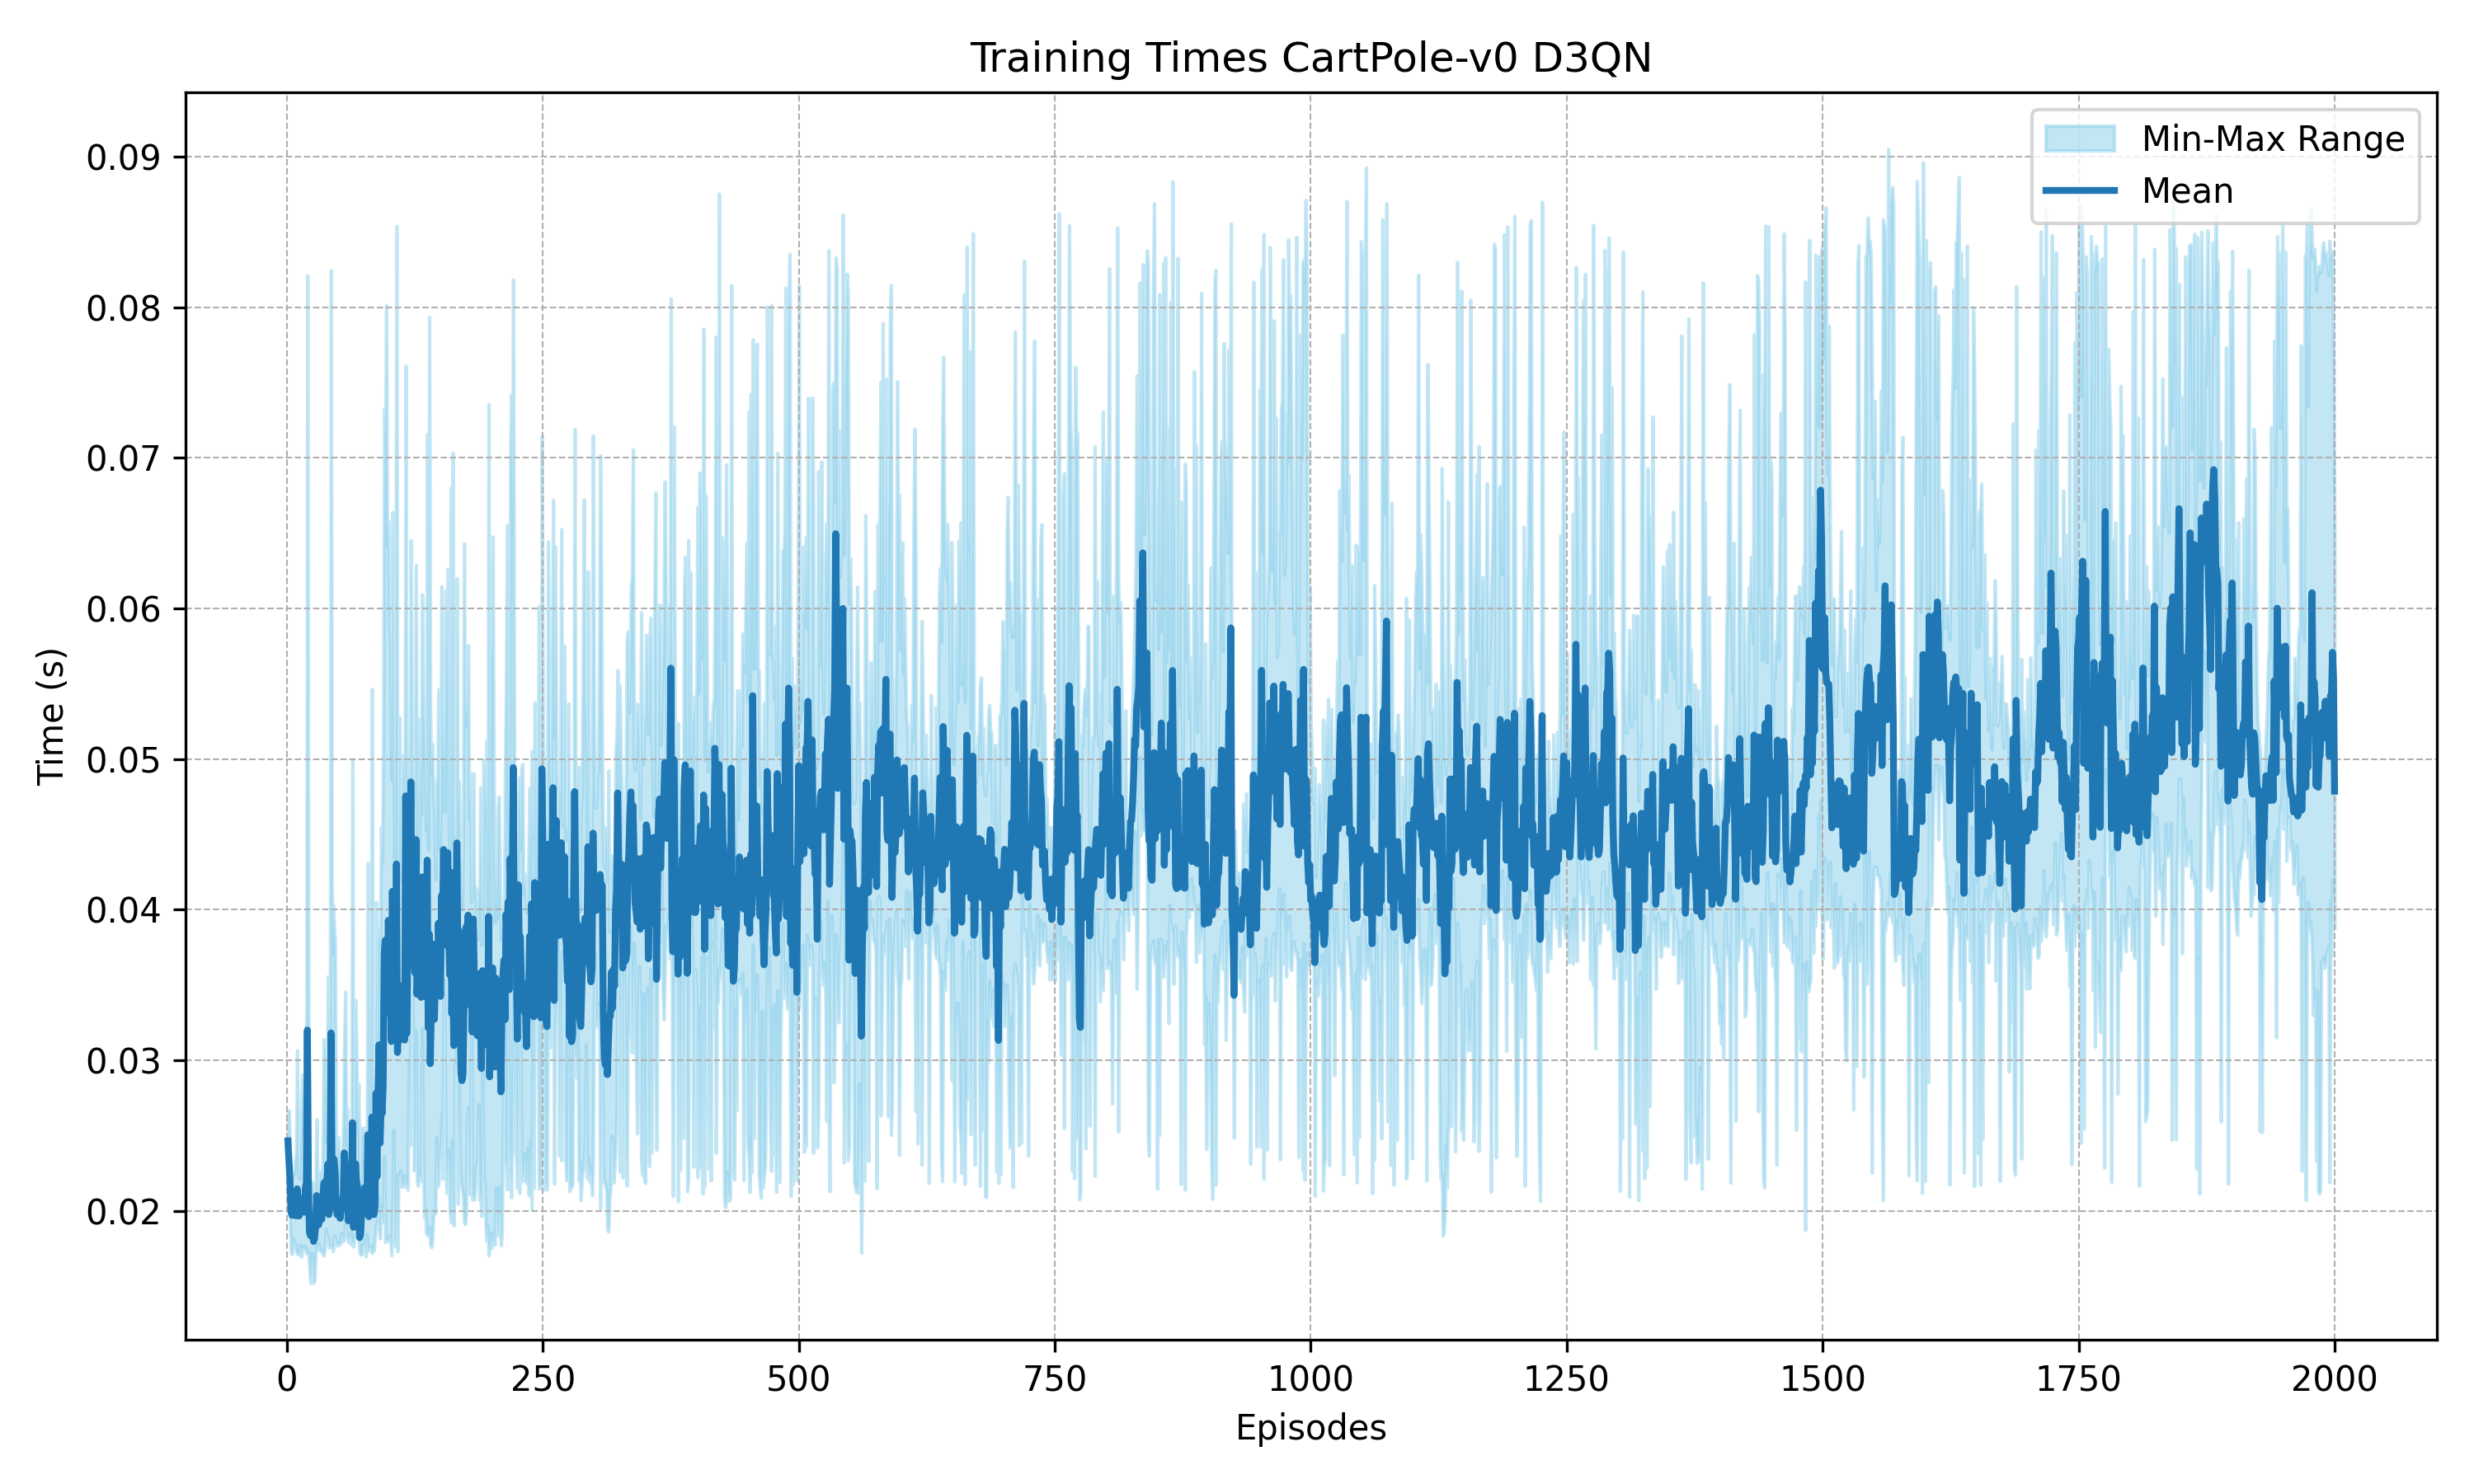 Training Times CartPole-v0 D3QN
Min-Max Range
Mean
0.09
0.08
0.07
0.06
0.05
0.04
0.03
0.02
Time (s)
0 250 500 750 1000 1250 1500 1750 2000
Episodes